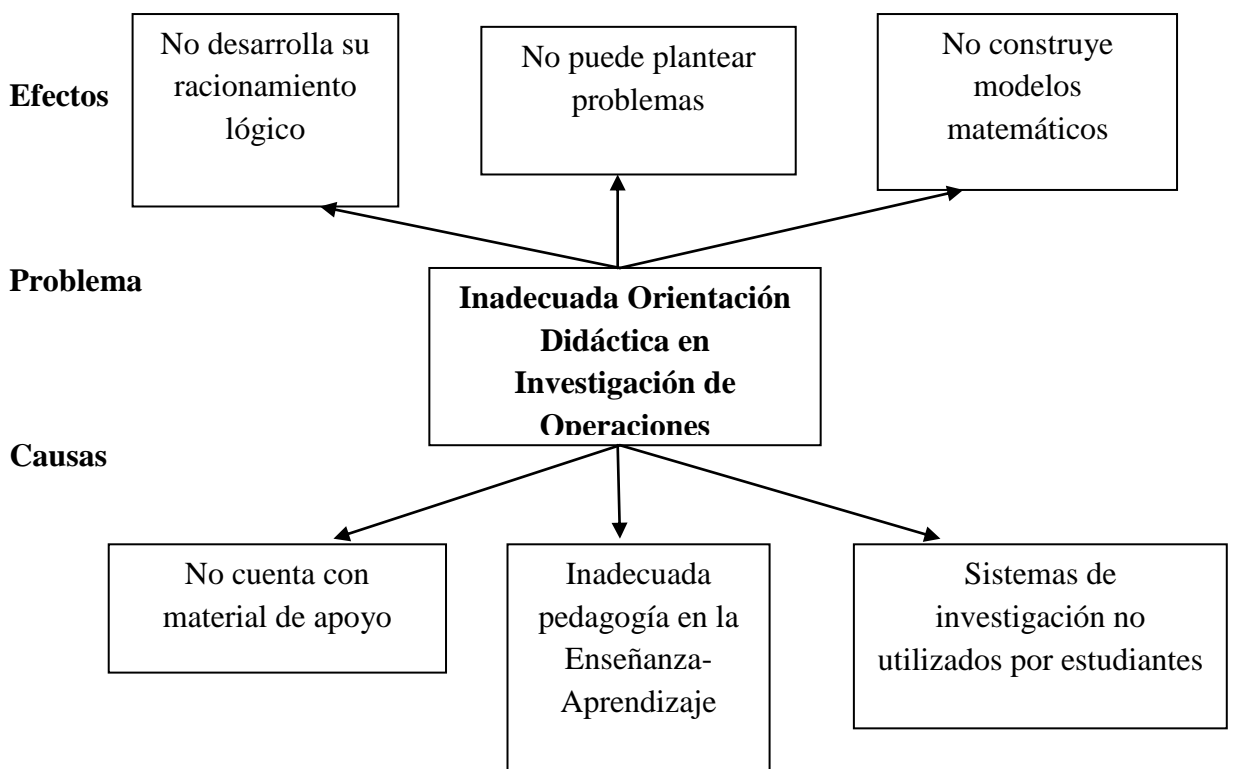 No desarrolla su
racionamiento
lógico
No puede plantear
problemas
No construye
modelos
matemáticos
Efectos
Problema
Inadecuada Orientación
Didáctica en
Investigación de
Operaciones
Causas
No cuenta con
material de apoyo
Inadecuada
pedagogía en la
Enseñanza-
Aprendizaje
Sistemas de
investigación no
utilizados por estudiantes